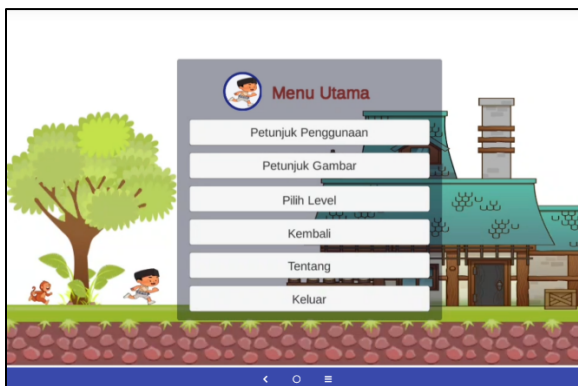 Menu Utama
Petunjuk Penggunaan
Petunjuk Gambar
Pilih Level
Kembali
Tentang
Keluar